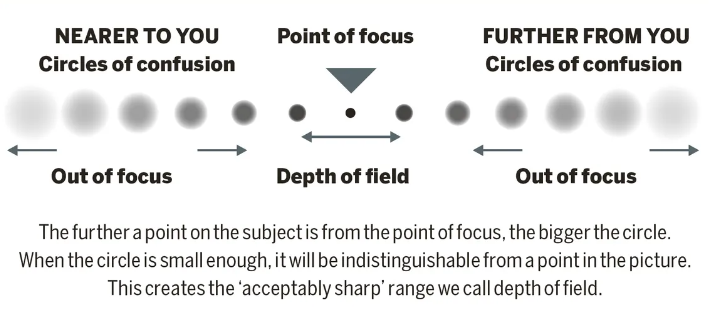 NEARER TO YOU
Circles of confusion
Point of focus
FURTHER FROM YOU
Circles of confusion
Out of focus
Depth of field
Out of focus
The further a point on the subject is from the point of focus, the bigger the circle.
When the circle is small enough, it will be indistinguishable from a point in the picture.
This creates the ‘acceptably sharp’ range we call depth of field.